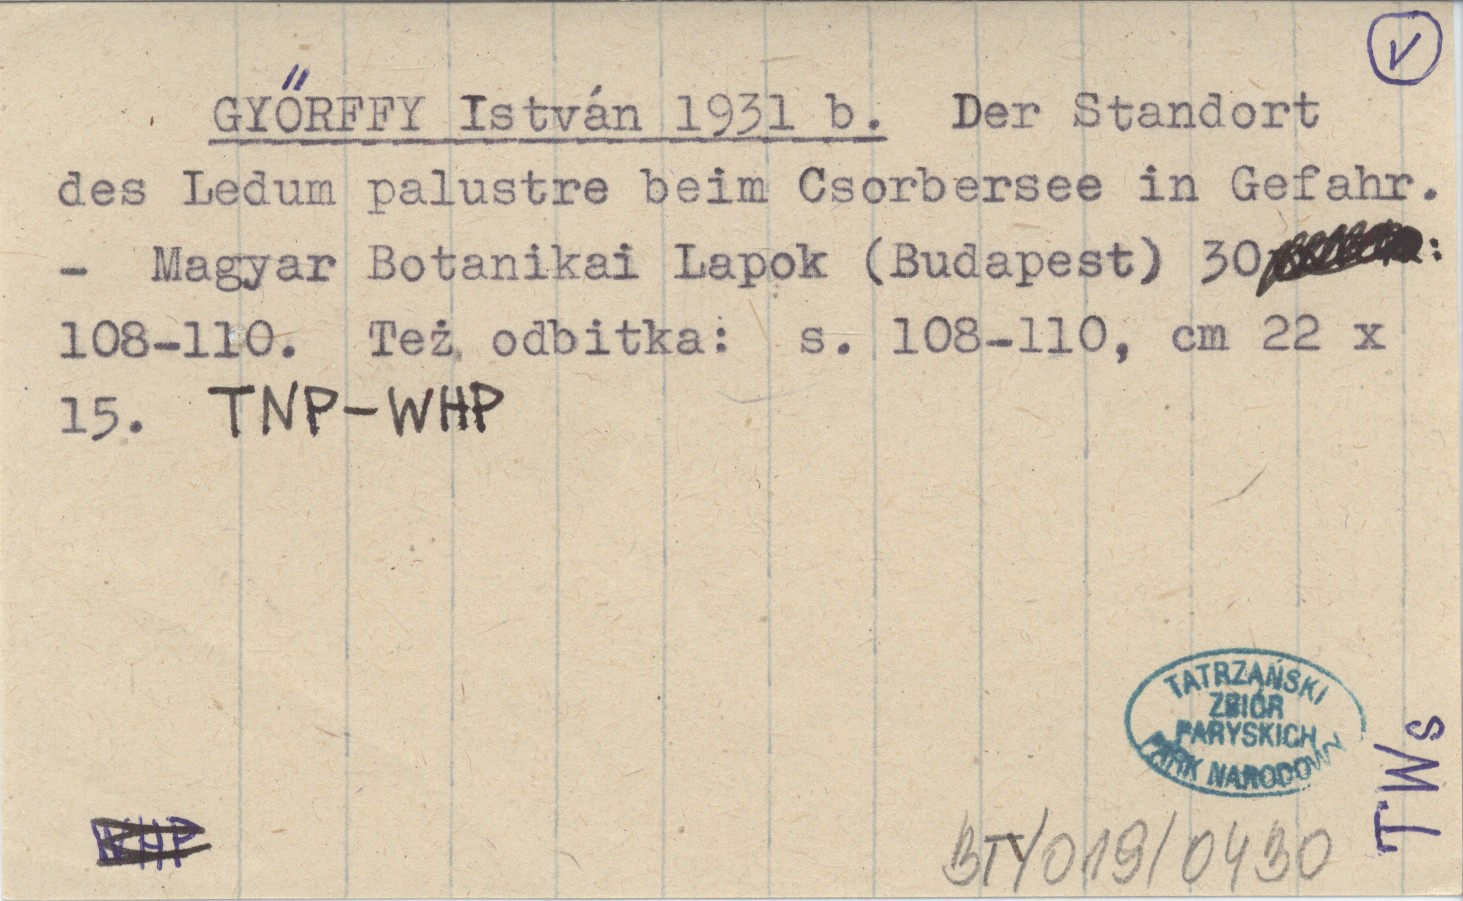 GYŐRFFY István 1931 b. Der Standort
des Ledum palustre beim Csorbersee in Gefahr.
- Magyar Botanikai Lapok (Budapest) 30 :
108-110. Też odbitka: s. 108-110, cm 22 x
15. TNP-WHP
TATRZAŃSKI
ZBIÓR
PARYSKICH
PARK NARODOWY
TWs
WHP
BTY/019/0430